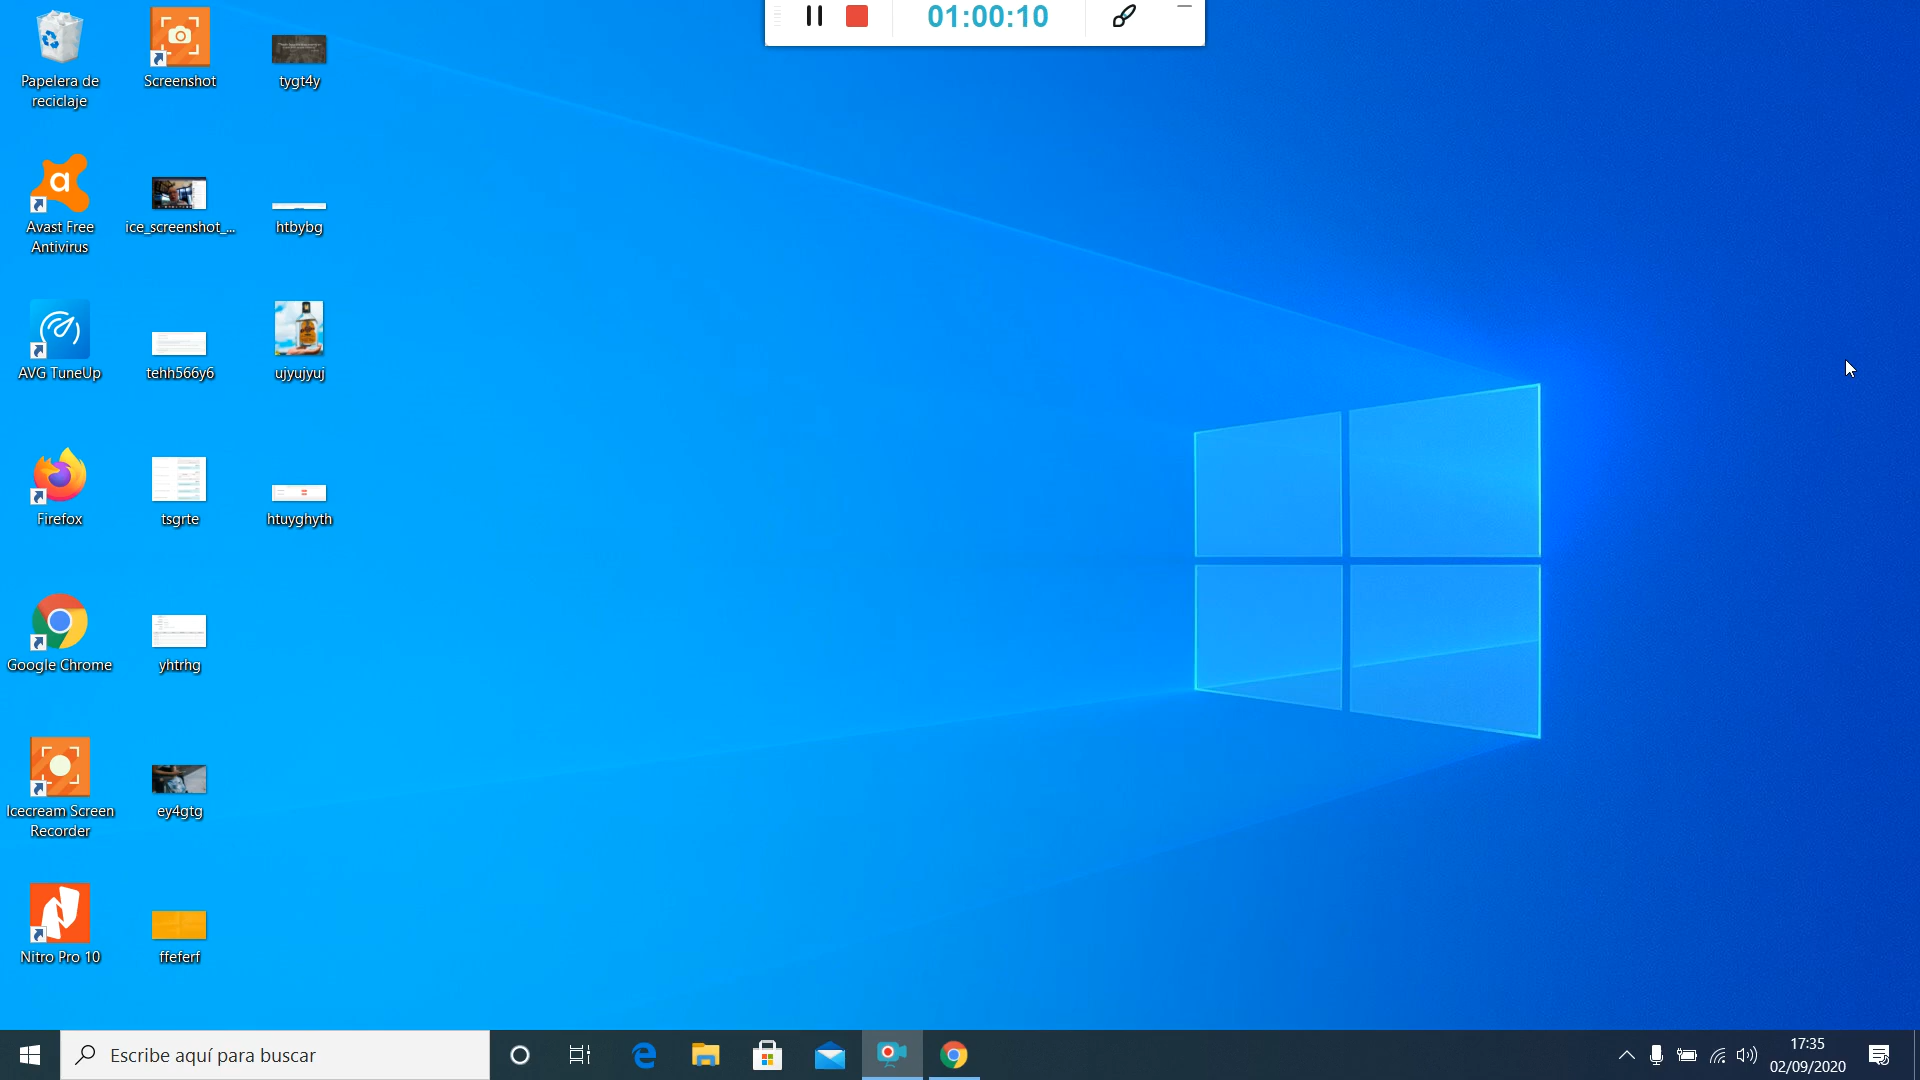 01:00:10
Papelera de
reciclaje
Screenshot
tygt4y
Avast Free
Antivirus
ice_screenshot_...
htbybg
AVG TuneUp
tehh566y6
ujyujyuj
Firefox
tsgrte
htuyghyth
Google Chrome
yhtrhg
Icecream Screen
Recorder
ey4gtg
Nitro Pro 10
ffeferf
Escribe aquí para buscar
17:35
02/09/2020